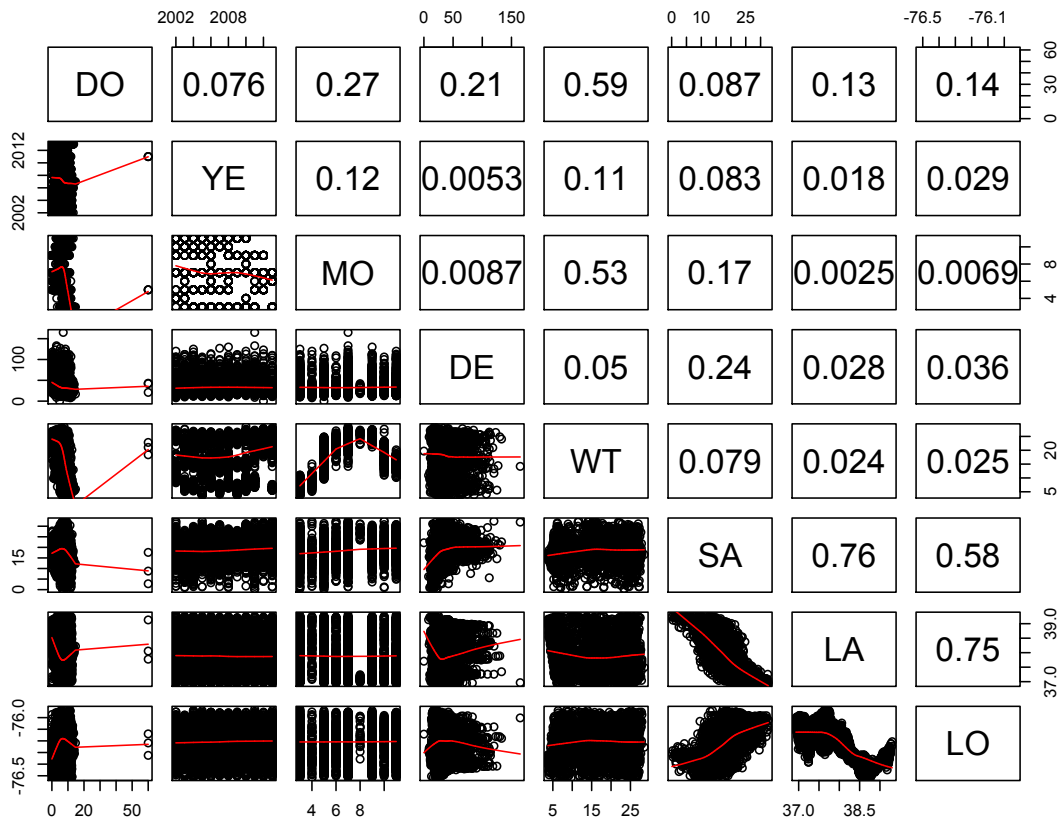 2002 2008 0 50 150 0 10 25 -76.5 -76.1
DO 0.076 0.27 0.21 0.59 0.087 0.13 0.14 0 30 60
2002 2012 YE 0.12 0.0053 0.11 0.083 0.018 0.029
MO 0.0087 0.53 0.17 0.0025 0.0069 4 8
0 100 DE 0.05 0.24 0.028 0.036
WT 0.079 0.024 0.025 5 20
0 15 SA 0.76 0.58
LA 0.75 37.0 39.0
-76.5 -76.0 LO
0 20 50 4 6 8 5 15 25 37.0 38.5